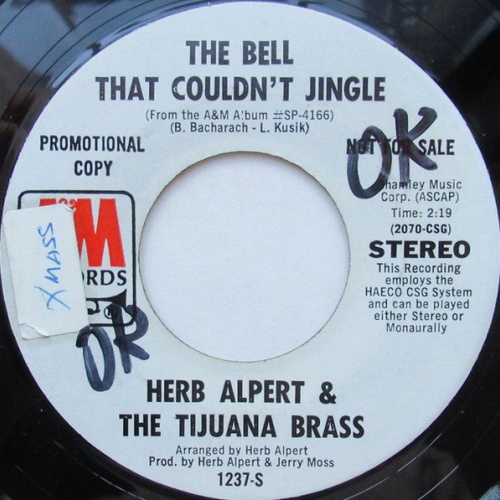 THE BELL
THAT COULDN'T JINGLE
(From the A&M Album #SP-4166)
(B. Bacharach - L. Kusik)
PROMOTIONAL
COPY
NOT FOR SALE
OK
Music
Corp. (ASCAP)
Time: 2:19
(2070-CSG)
STEREO
This Recording
employs the
HAECO CSG System
and can be played
either Stereo or
Monaurally
XMASS
OK
HERB ALPERT &
THE TIJUANA BRASS
Arranged by Herb Alpert
Prod. by Herb Alpert & Jerry Moss
1237-S